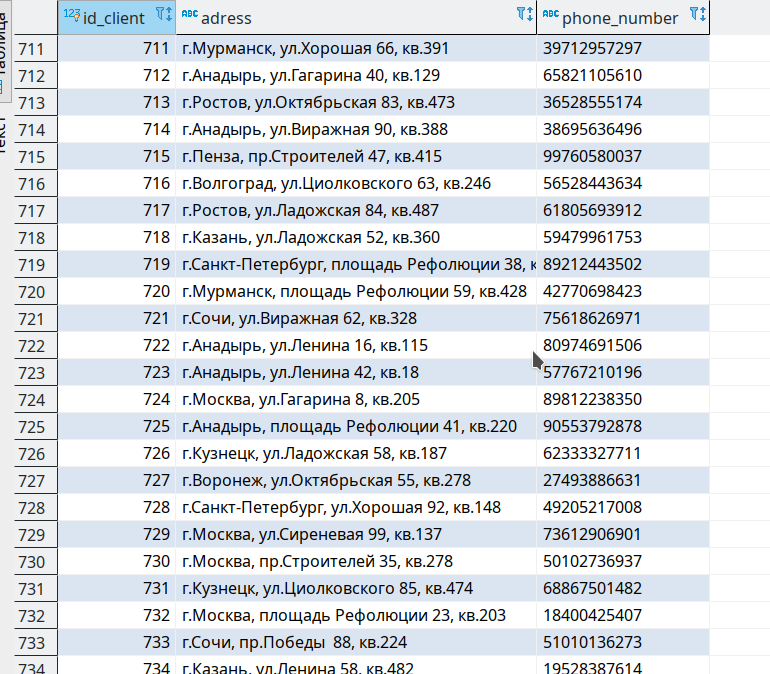 Таблица
текст
123 id_client ABC adress ABC phone_number
711 711 г.Мурманск, ул.Хорошая 66, кв.391 39712957297
712 712 г.Анадырь, ул.Гагарина 40, кв.129 65821105610
713 713 г.Ростов, ул.Октябрьская 83, кв.473 36528555174
714 714 г.Анадырь, ул.Виражная 90, кв.388 38695636496
715 715 г.Пенза, пр.Строителей 47, кв.415 99760580037
716 716 г.Волгоград, ул.Циолковского 63, кв.246 56528443634
717 717 г.Ростов, ул.Ладожская 84, кв.487 61805693912
718 718 г.Казань, ул.Ладожская 52, кв.360 59479961753
719 719 г.Санкт-Петербург, площадь Рефолюции 38, к 89212443502
720 720 г.Мурманск, площадь Рефолюции 59, кв.428 42770698423
721 721 г.Сочи, ул.Виражная 62, кв.328 75618626971
722 722 г.Анадырь, ул.Ленина 16, кв.115 80974691506
723 723 г.Анадырь, ул.Ленина 42, кв.18 57767210196
724 724 г.Москва, ул.Гагарина 8, кв.205 89812238350
725 725 г.Анадырь, площадь Рефолюции 41, кв.220 90553792878
726 726 г.Кузнецк, ул.Ладожская 58, кв.187 62333327711
727 727 г.Воронеж, ул.Октябрьская 55, кв.278 27493886631
728 728 г.Санкт-Петербург, ул.Хорошая 92, кв.148 49205217008
729 729 г.Москва, ул.Сиреневая 99, кв.137 73612906901
730 730 г.Москва, пр.Строителей 35, кв.278 50102736937
731 731 г.Кузнецк, ул.Циолковского 85, кв.474 68867501482
732 732 г.Москва, площадь Рефолюции 23, кв.203 18400425407
733 733 г.Сочи, пр.Победы  88, кв.224 51010136273
734 734 г.Казань, ул.Ленина 58, кв.482 19528387614